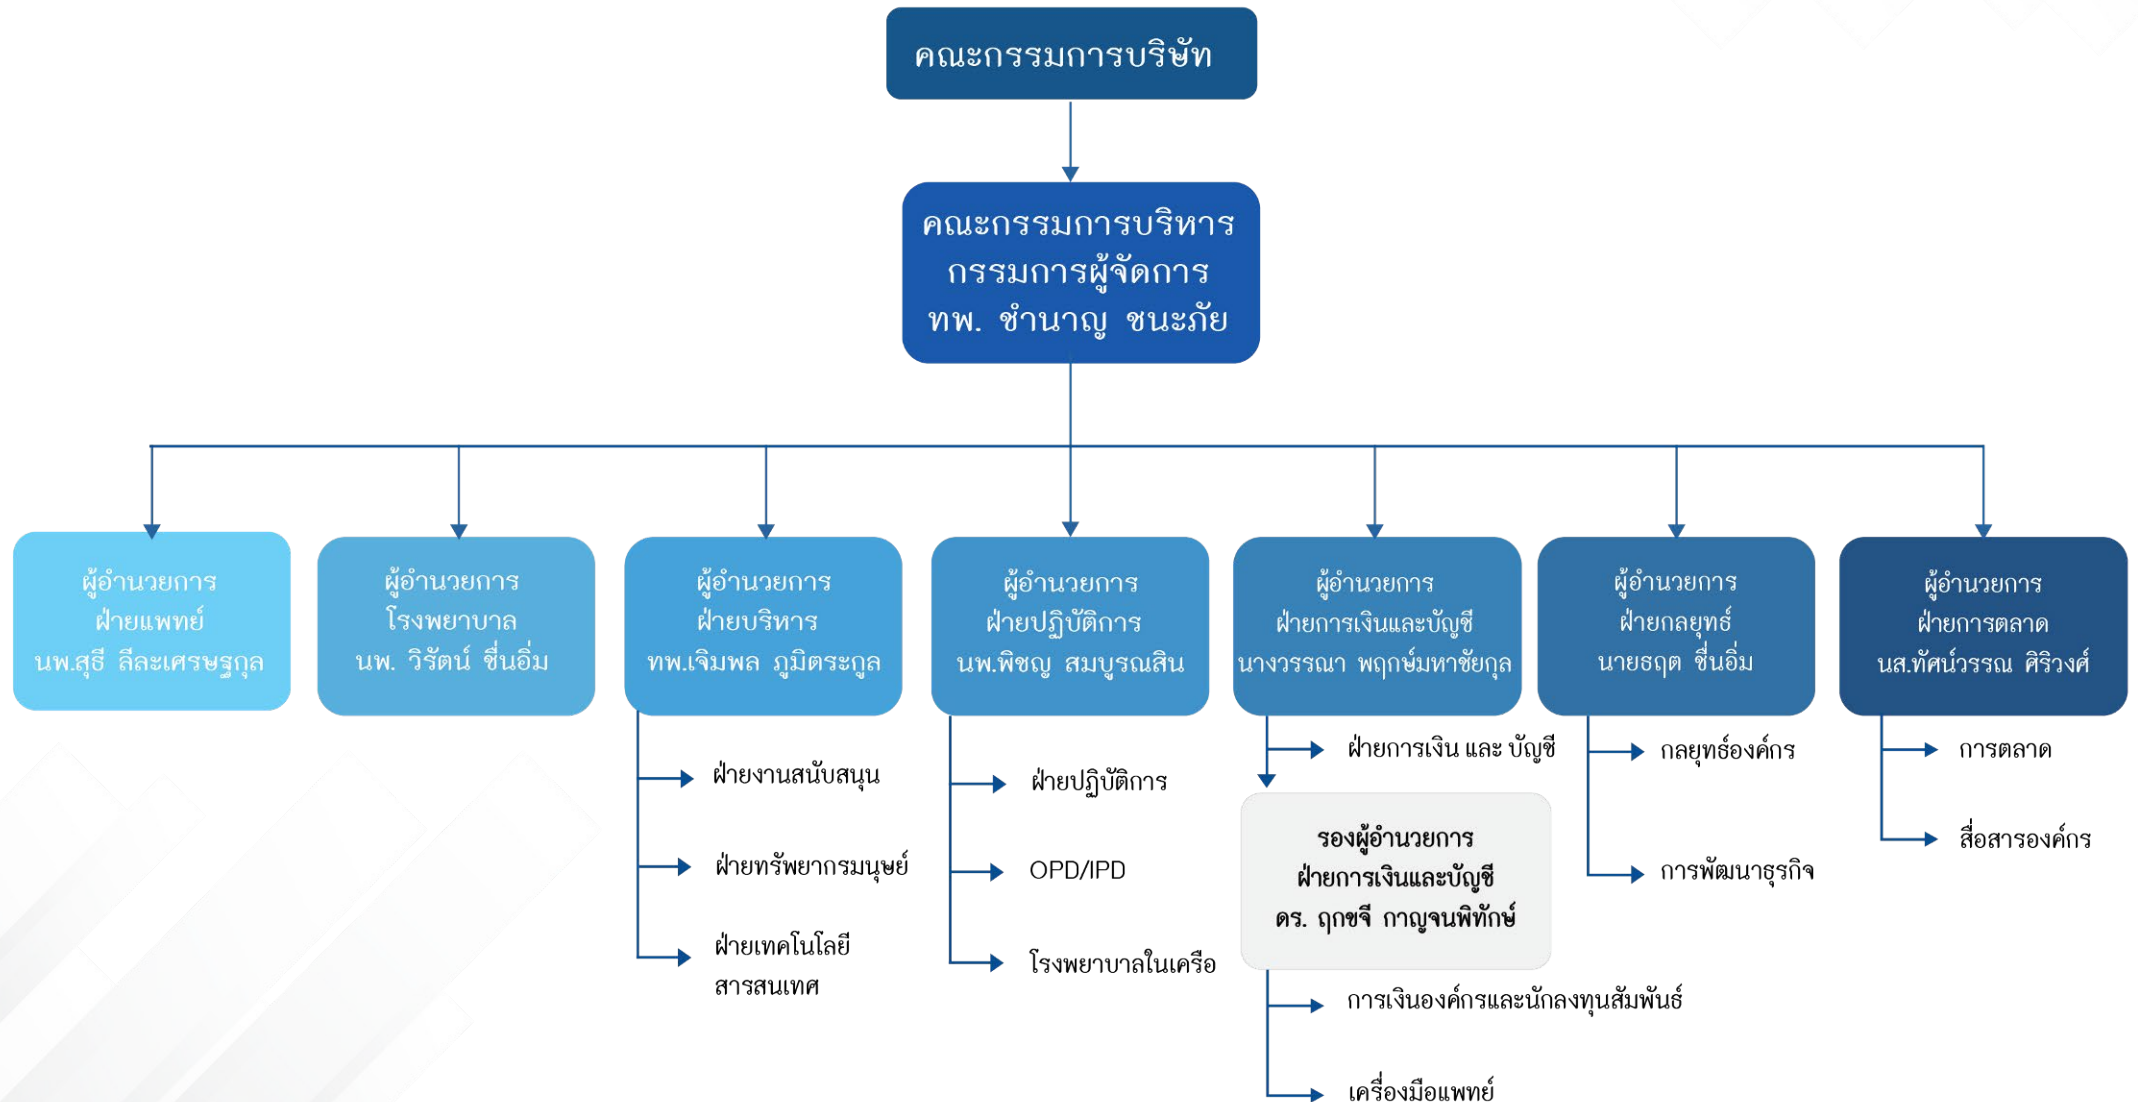 คณะกรรมการบริษัท
คณะกรรมการบริหาร
กรรมการผู้จัดการ
ทพ. ชำนาญ ชนะภัย
ผู้อำนวยการ
ฝ่ายแพทย์
นพ.สุธี ลีละเศรษฐกุล
ผู้อำนวยการ
โรงพยาบาล
นพ. วิรัตน์ ชื่นอิ่ม
ผู้อำนวยการ
ฝ่ายบริหาร
ทพ.เจิมพล ภูมิตระกูล
ผู้อำนวยการ
ฝ่ายปฏิบัติการ
นพ.พิชญ สมบูรณสิน
ผู้อำนวยการ
ฝ่ายการเงินและบัญชี
นางวรรณา พฤกษ์มหาชัยกุล
ผู้อำนวยการ
ฝ่ายกลยุทธ์
นายธฤต ชื่นอิ่ม
ผู้อำนวยการ
ฝ่ายการตลาด
นส.ทัศน์วรรณ ศิริวงศ์
ฝ่ายงานสนับสนุน
ฝ่ายทรัพยากรมนุษย์
ฝ่ายเทคโนโลยี
สารสนเทศ
ฝ่ายปฏิบัติการ
OPD/IPD
โรงพยาบาลในเครือ
ฝ่ายการเงิน และ บัญชี
รองผู้อำนวยการ
ฝ่ายการเงินและบัญชี
ดร. ฤกขจี กาญจนพิทักษ์
การเงินองค์กรและนักลงทุนสัมพันธ์
เครื่องมือแพทย์
กลยุทธ์องค์กร
การพัฒนาธุรกิจ
การตลาด
สื่อสารองค์กร